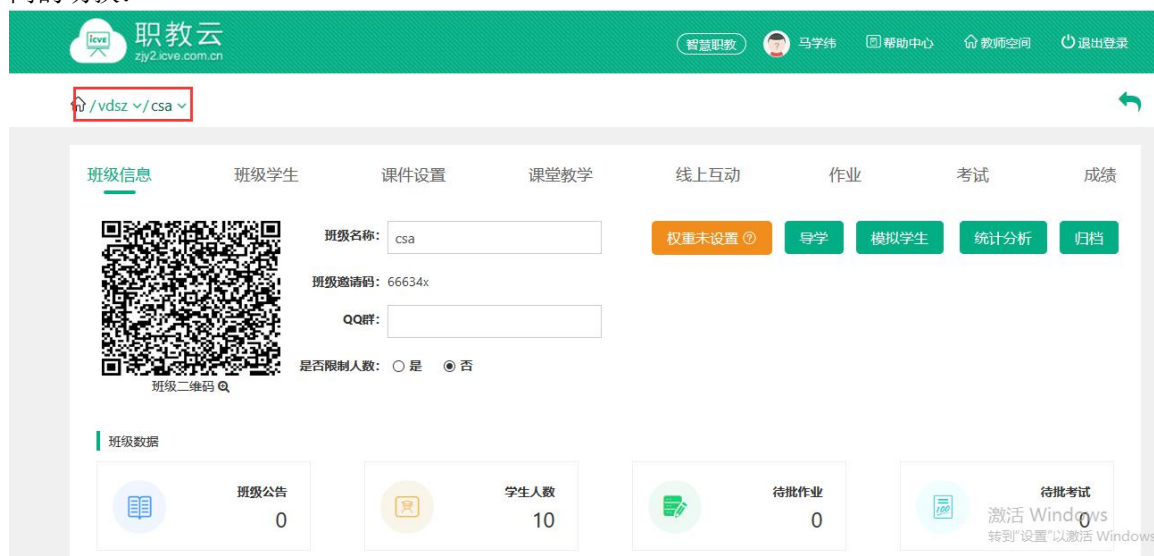 职教云
zjy2.icve.com.cn
icve
智慧职教 马学伟 帮助中心 教师空间 退出登录
/ vdsz / csa
班级信息 班级学生 课件设置 课堂教学 线上互动 作业 考试 成绩
班级名称: csa
权重未设置 导学 模拟学生 统计分析 归档
班级邀请码: 66634x
QQ群:
是否限制人数: 是 否
班级二维码
班级数据
班级公告 学生人数 待批作业 待批考试
0 10 0 0
100
激活 Windows
转到"设置"以激活 Windows